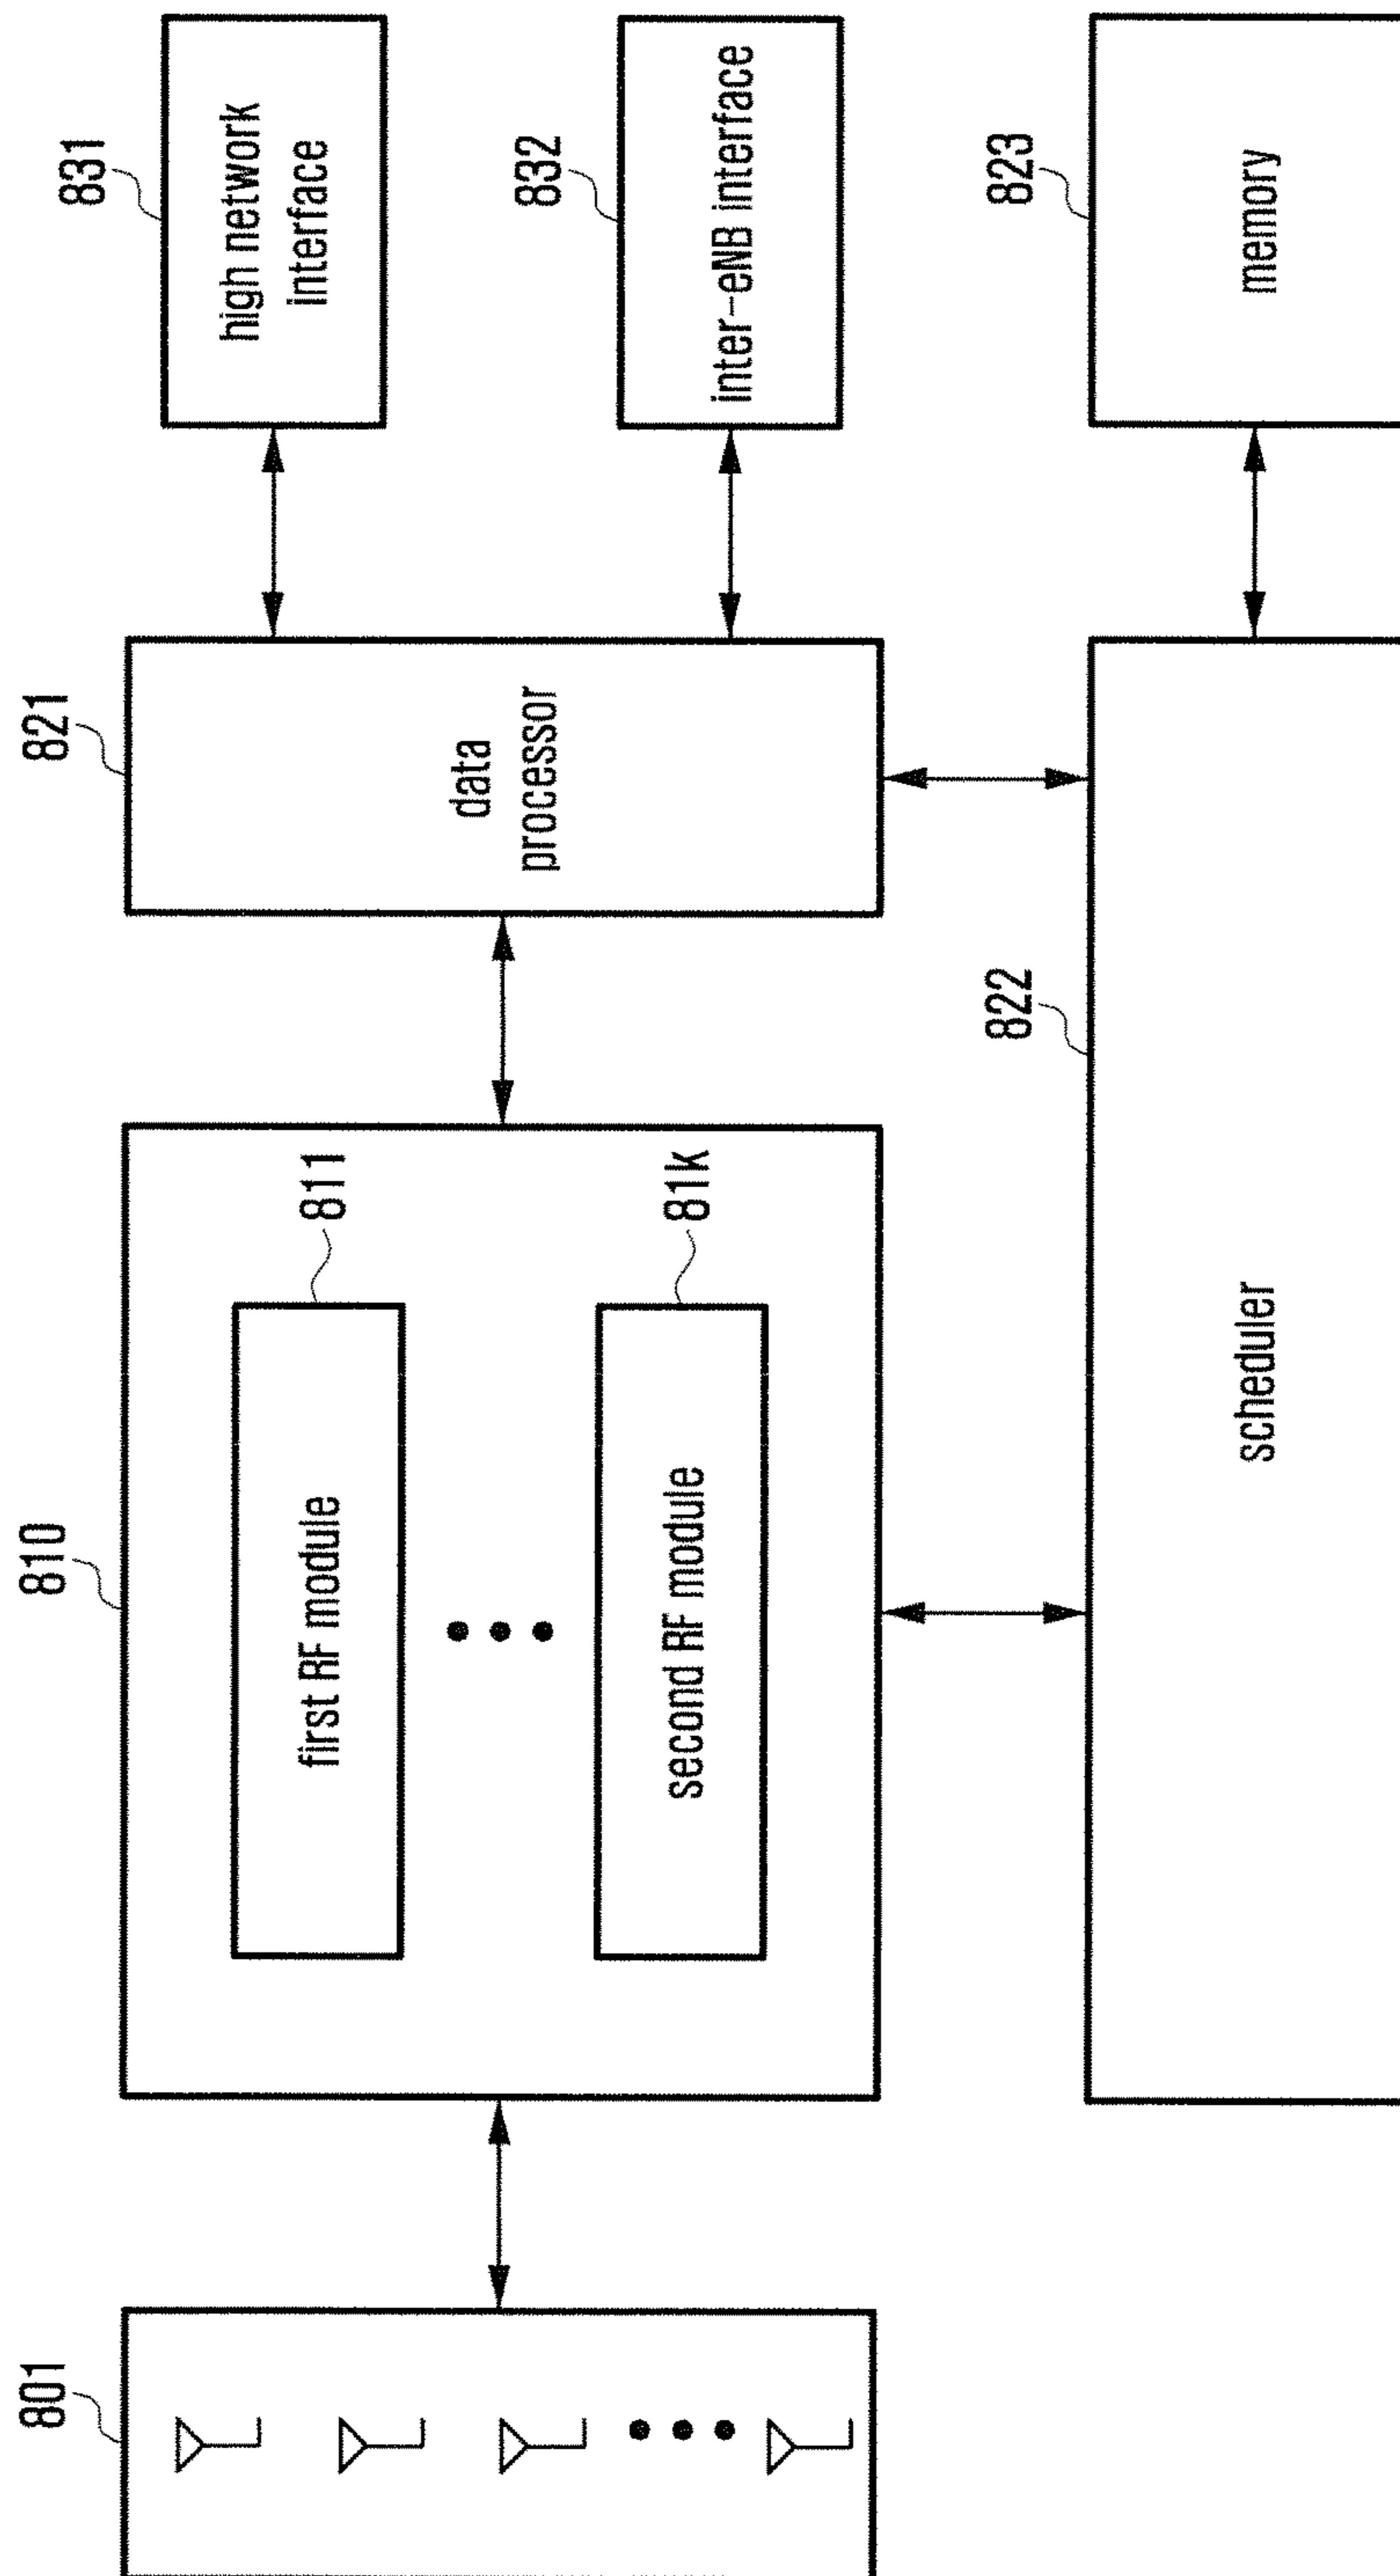 801
810
first RF module
811
second RF module
81k
821
data
processor
831
high network
interface
832
inter-eNB interface
822
scheduler
823
memory